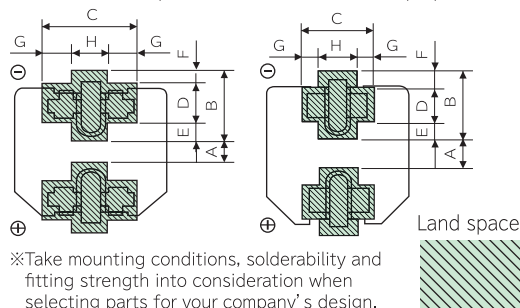 C
G H G
F
D
B
E
A
⊖
⊕
C
G H G
F
D
B
E
A
⊖
⊕
Land space
※Take mounting conditions, solderability and
fitting strength into consideration when
selecting parts for your company's design.